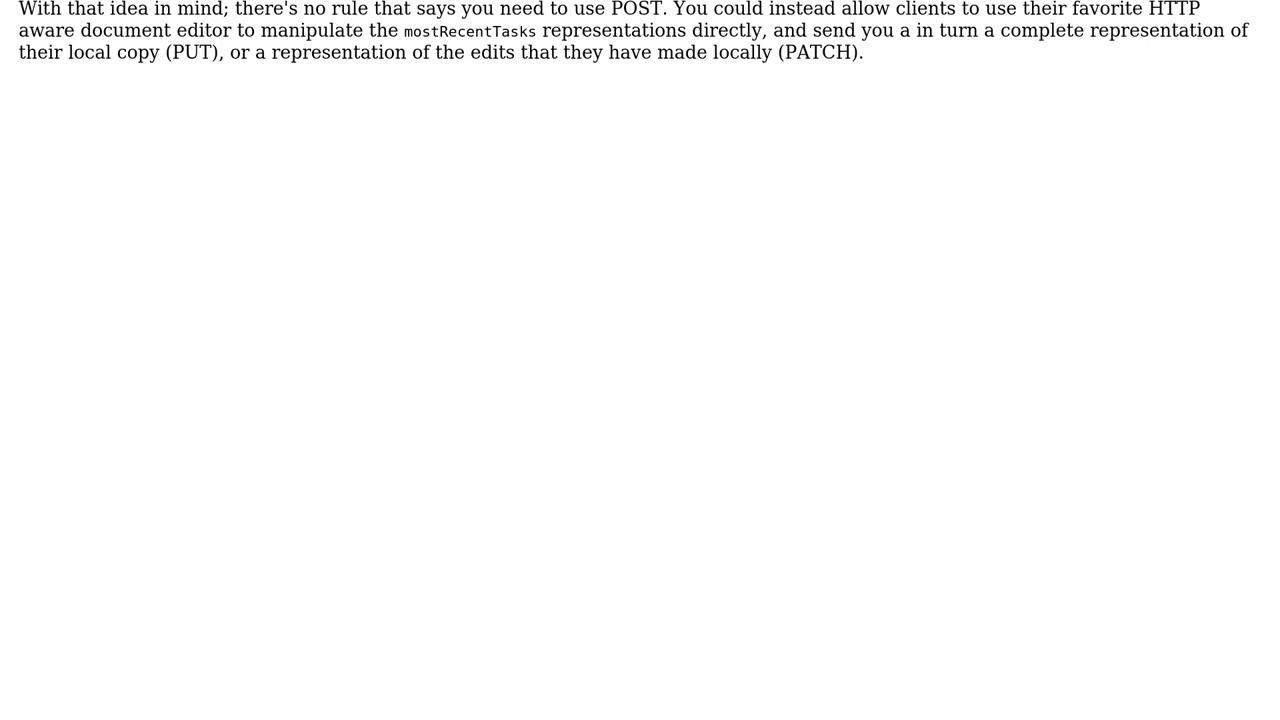 With that idea in mind; there's no rule that says you need to use POST. You could instead allow clients to use their favorite HTTP
aware document editor to manipulate the mostRecentTasks representations directly, and send you a in turn a complete representation of
their local copy (PUT), or a representation of the edits that they have made locally (PATCH).